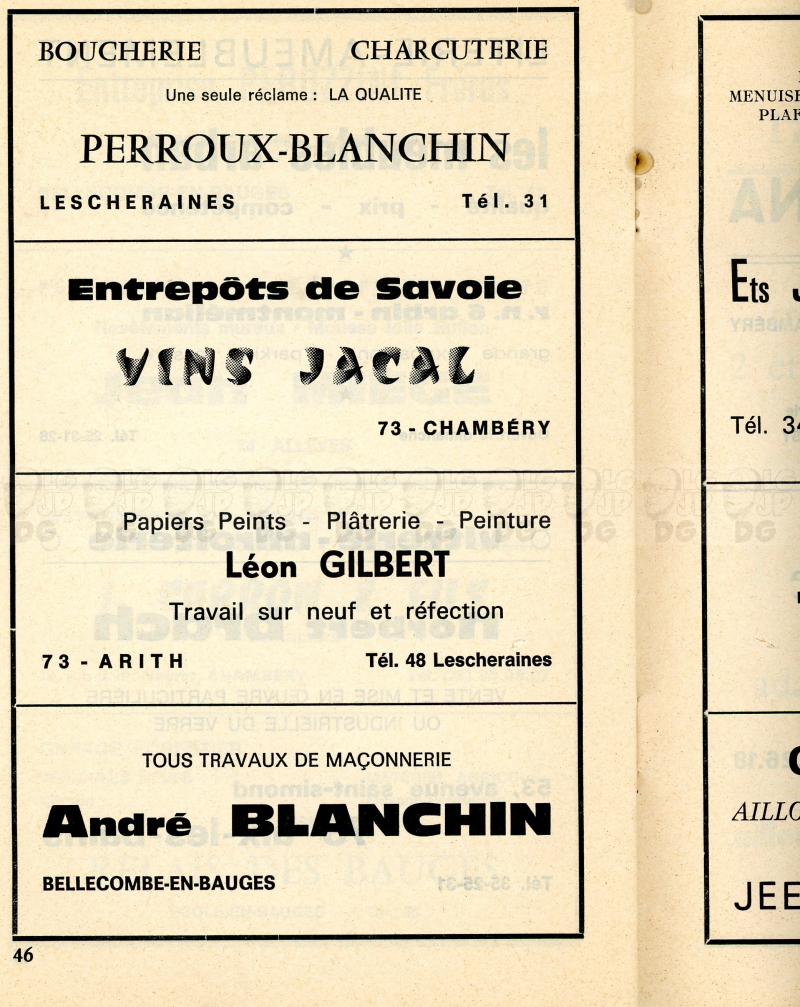 BOUCHERIE CHARCUTERIE
Une seule réclame : LA QUALITE
PERROUX-BLANCHIN
LESCHERAINES Tél. 31
Entrepôts de Savoie
VINS JACAL
73 - CHAMBÉRY
Papiers Peints - Plâtrerie - Peinture
Léon GILBERT
Travail sur neuf et réfection
73 - ARITH Tél. 48 Lescheraines
TOUS TRAVAUX DE MAÇONNERIE
André BLANCHIN
BELLECOMBE-EN-BAUGES
46
MENUISE
PLAF
Ets J
Tél. 34
AILLO
JEE